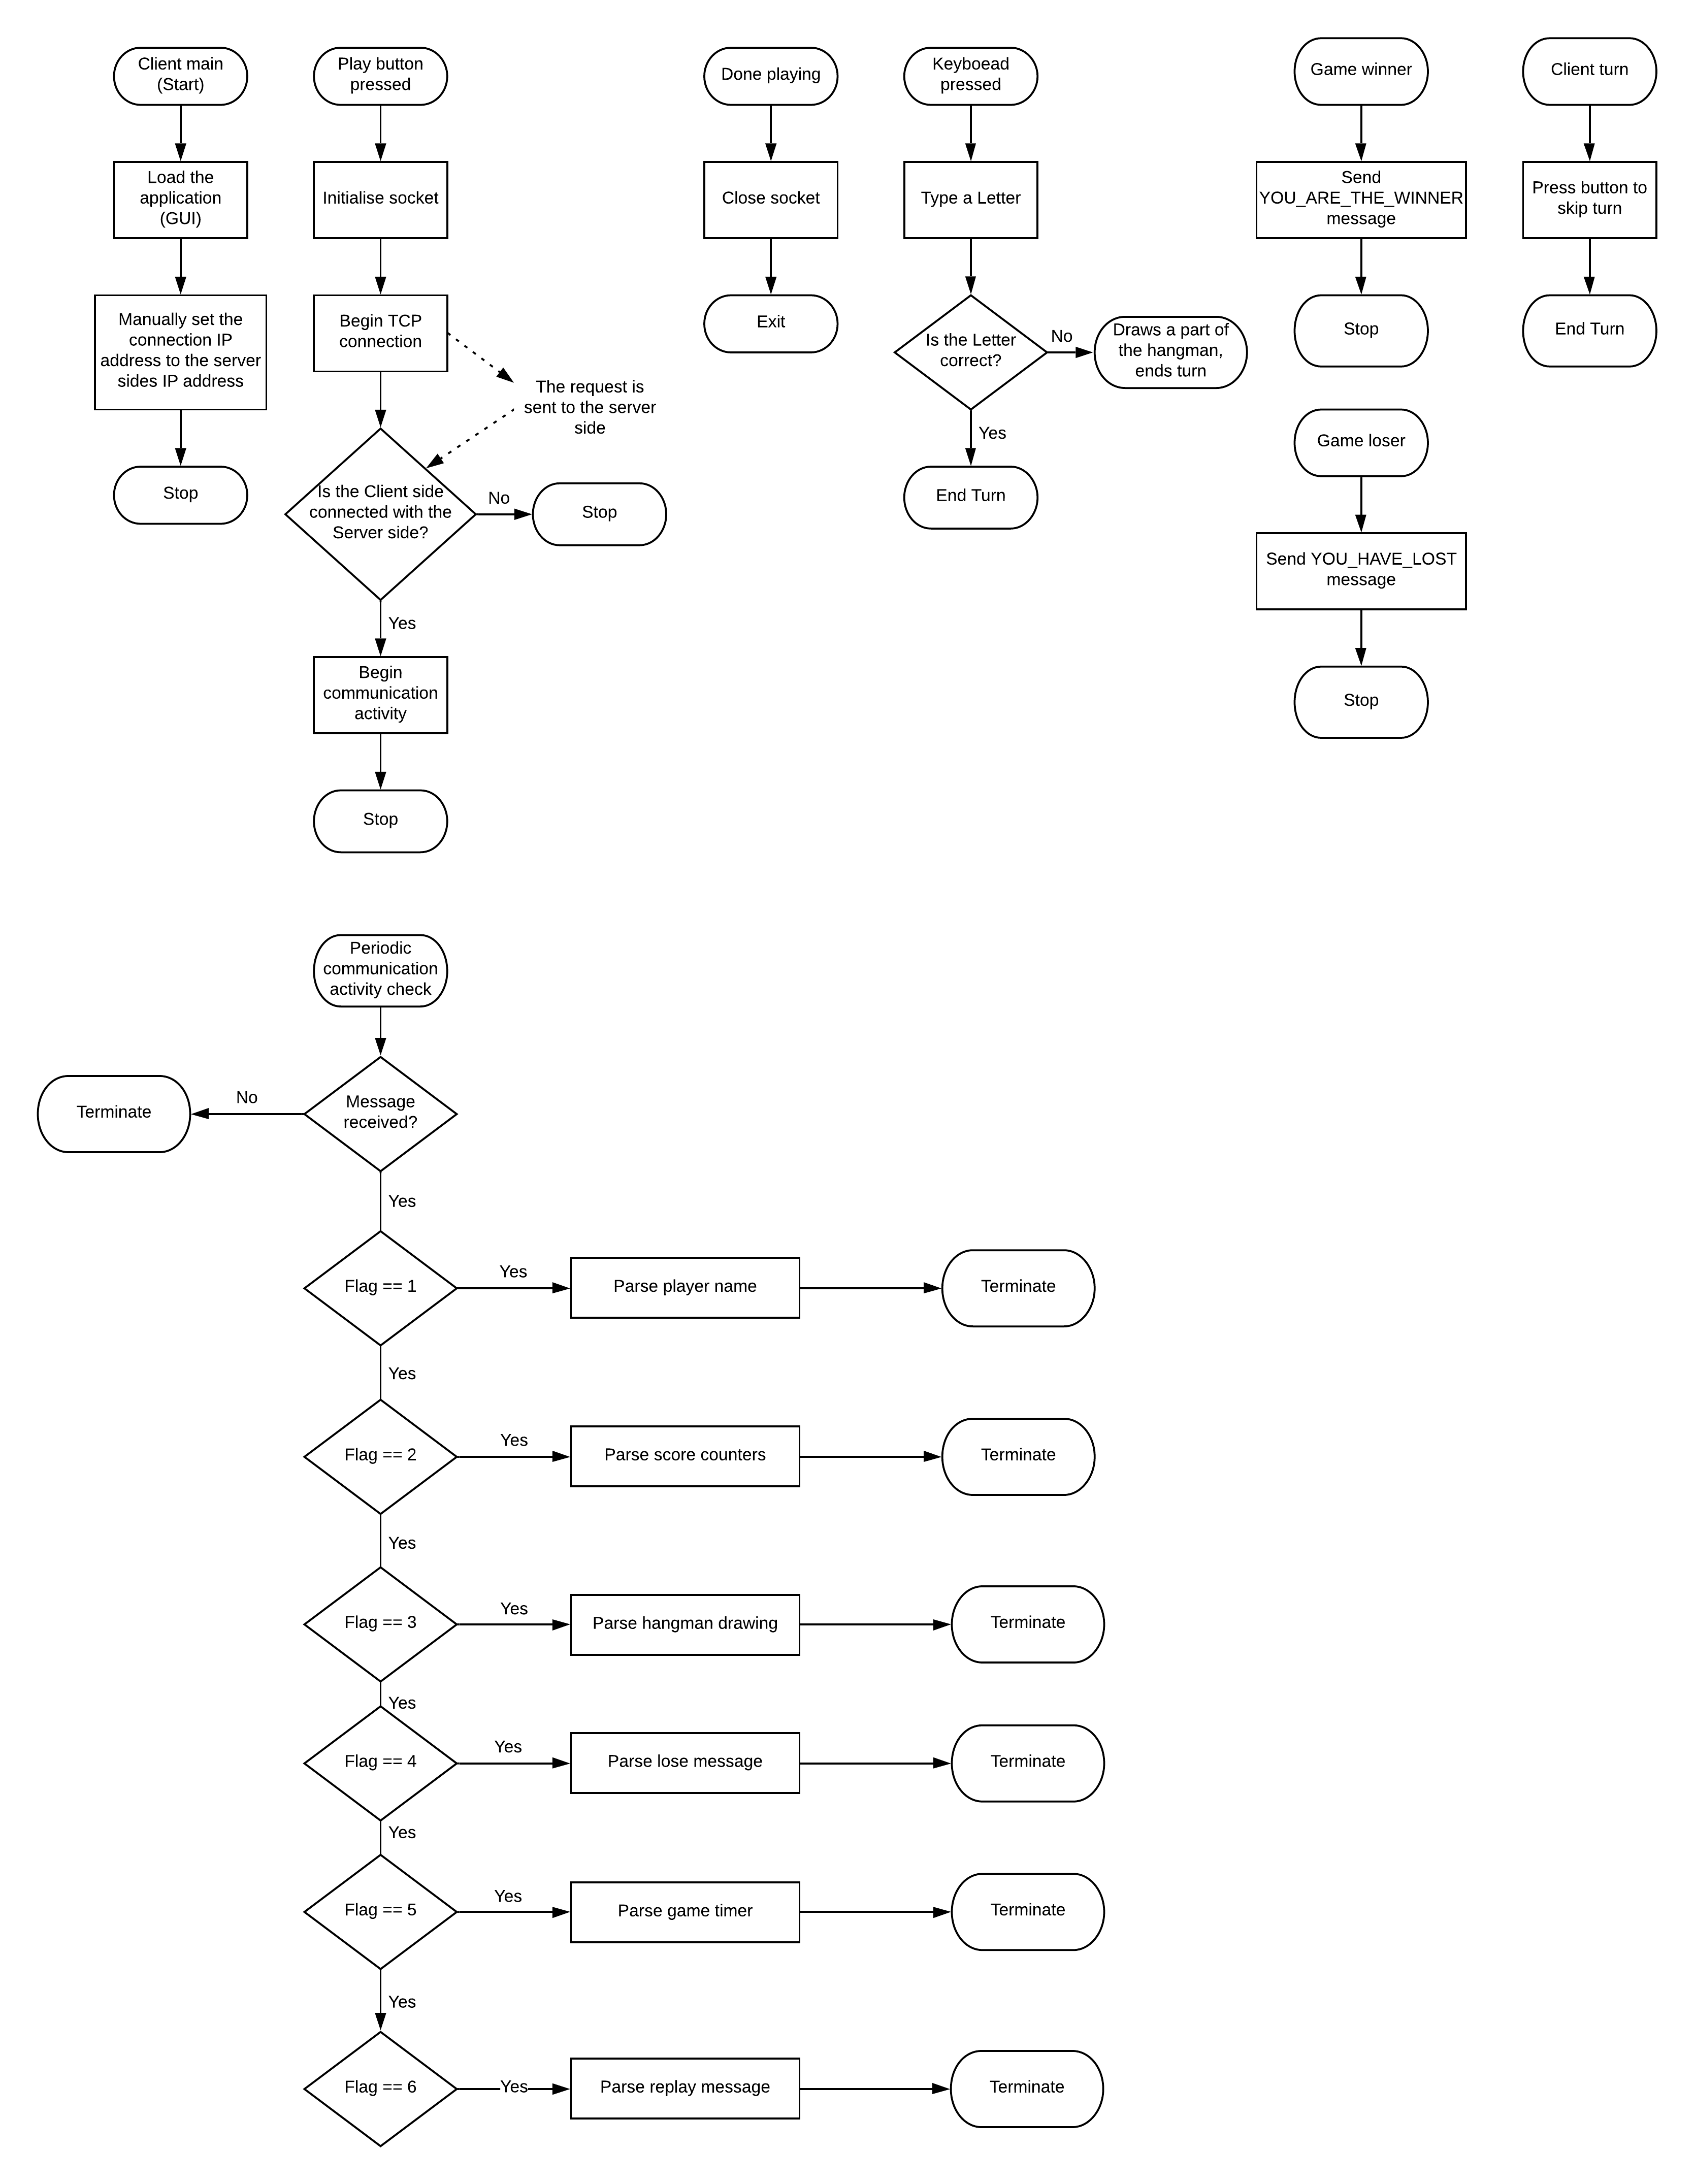 Client main
(Start)
Load the
application
(GUI)
Manually set the
connection IP
address to the server
sides IP address
Stop
Play button
pressed
Initialise socket
Begin TCP
connection
The request is
sent to the server
side
Is the Client side
connected with the
Server side?
No
Stop
Yes
Begin
communication
activity
Stop
Done playing
Close socket
Exit
Keyboead
pressed
Type a Letter
Is the Letter
correct?
No
Draws a part of
the hangman,
ends turn
Yes
End Turn
Game winner
Send
YOU_ARE_THE_WINNER
message
Stop
Game loser
Send YOU_HAVE_LOST
message
Stop
Client turn
Press button to
skip turn
End Turn
Periodic
communication
activity check
Message
received?
No
Terminate
Yes
Flag == 1
Yes
Parse player name
Terminate
Yes
Flag == 2
Yes
Parse score counters
Terminate
Yes
Flag == 3
Yes
Parse hangman drawing
Terminate
Yes
Flag == 4
Yes
Parse lose message
Terminate
Yes
Flag == 5
Yes
Parse game timer
Terminate
Yes
Flag == 6
Yes
Parse replay message
Terminate